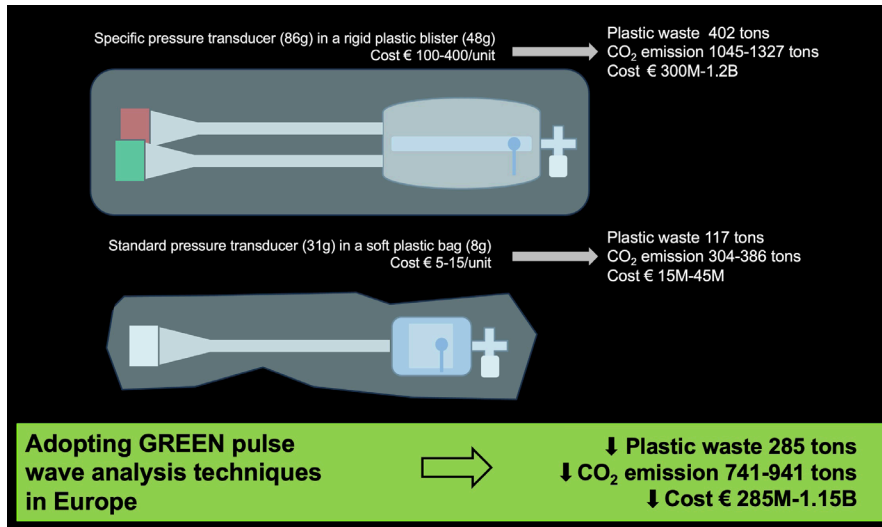 Specific pressure transducer (86g) in a rigid plastic blister (48g)
Cost € 100-400/unit
Plastic waste  402 tons
CO₂ emission 1045-1327 tons
Cost € 300M-1.2B
Standard pressure transducer (31g) in a soft plastic bag (8g)
Cost € 5-15/unit
Plastic waste 117 tons
CO₂ emission 304-386 tons
Cost € 15M-45M
Adopting GREEN pulse
wave analysis techniques
in Europe
⬇ Plastic waste 285 tons
⬇ CO₂ emission 741-941 tons
⬇ Cost € 285M-1.15B